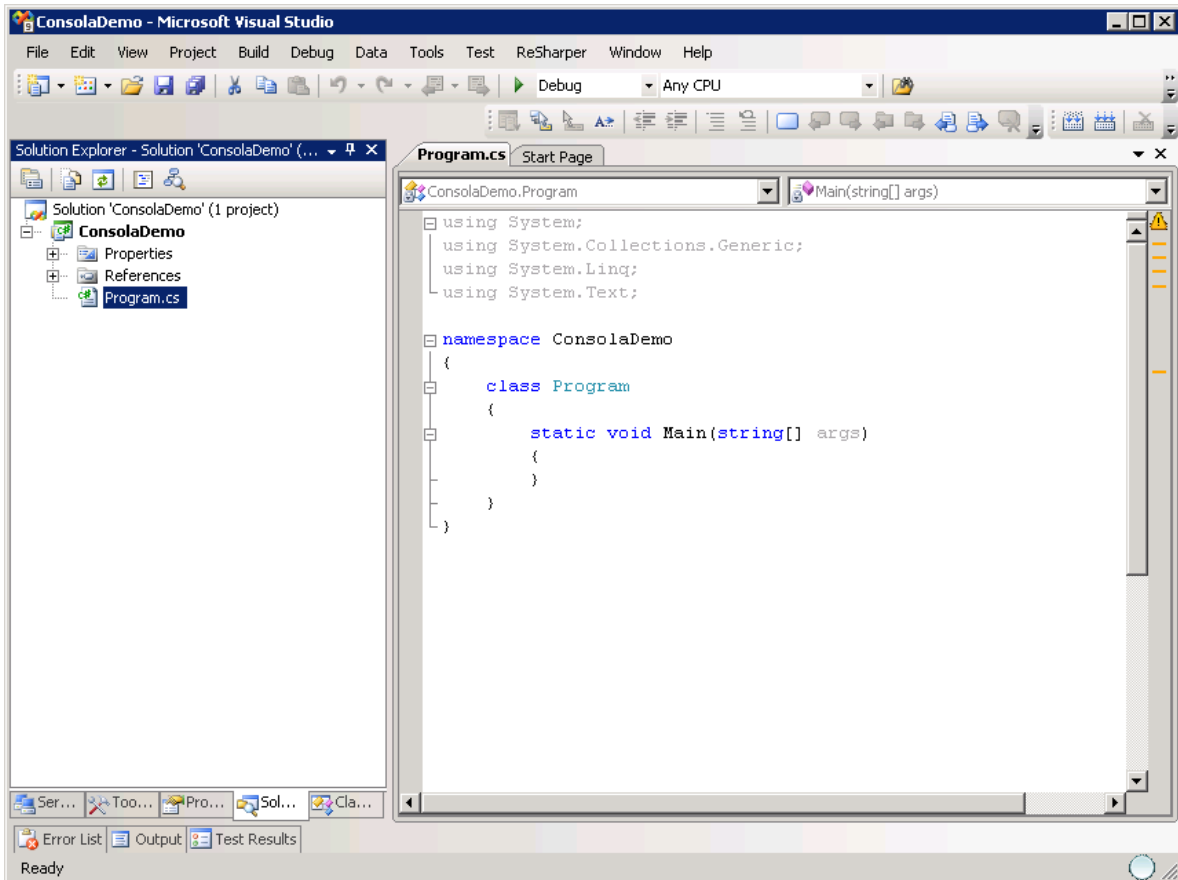 ConsolaDemo - Microsoft Visual Studio
File Edit View Project Build Debug Data Tools Test ReSharper Window Help
Debug Any CPU
Solution Explorer - Solution 'ConsolaDemo' (...
Program.cs Start Page
ConsolaDemo.Program Main(string[] args)
Solution 'ConsolaDemo' (1 project)
ConsolaDemo
Properties
References
Program.cs
using System;
using System.Collections.Generic;
using System.Linq;
using System.Text;
namespace ConsolaDemo
{
class Program
{
static void Main(string[] args)
{
}
}
}
Ser... Too... Pro... Sol... Cla...
Error List Output Test Results
Ready